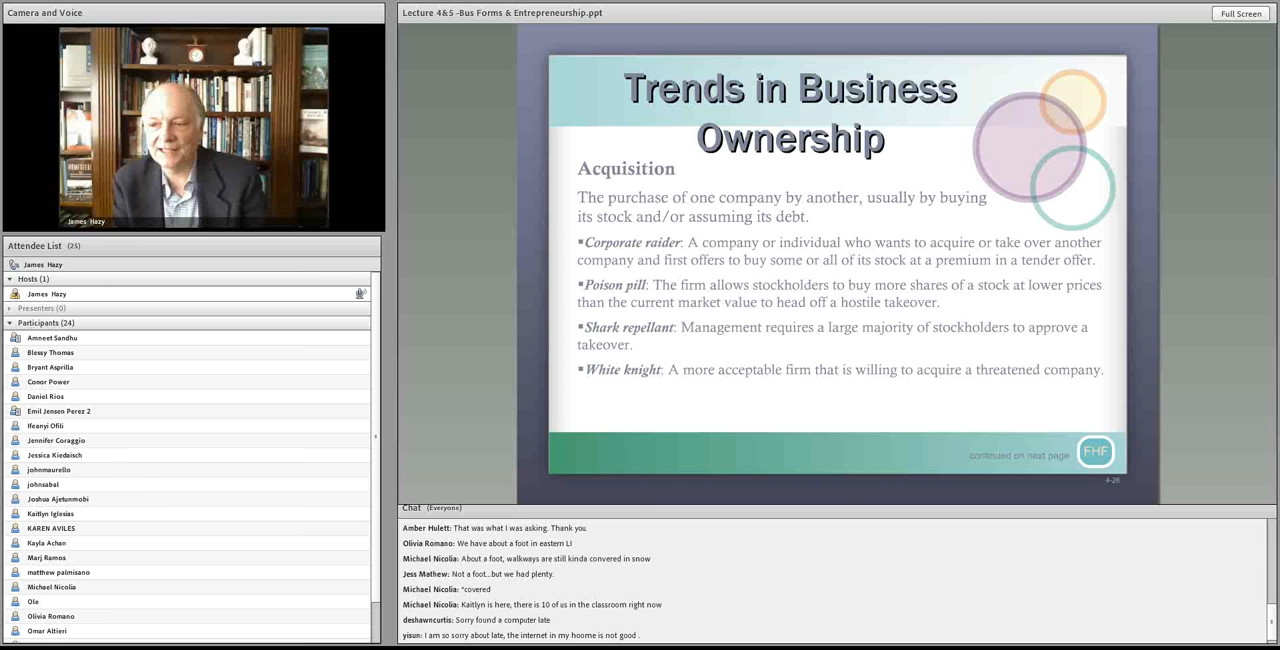 Camera and Voice
James Hazy
Attendee List (25)
James Hazy
Hosts (1)
James Hazy
Presenters (0)
Participants (24)
Amneet Sandhu
Blessy Thomas
Bryant Asprilla
Conor Power
Daniel Rios
Emil Jensen Perez 2
Ifeanyi Ofili
Jennifer Coraggio
Jessica Kiedaisch
johnmaurello
johnsabal
Joshua Ajetunmobi
Kaitlyn Iglesias
KAREN AVILES
Kayla Achan
Marj Ramos
matthew palmisano
Michael Nicolia
Ole
Olivia Romano
Omar Altieri
Lecture 4&5 -Bus Forms & Entrepreneurship.ppt
Full Screen
Trends in Business
Ownership
Acquisition
The purchase of one company by another, usually by buying
its stock and/or assuming its debt.
▪Corporate raider: A company or individual who wants to acquire or take over another
company and first offers to buy some or all of its stock at a premium in a tender offer.
▪Poison pill: The firm allows stockholders to buy more shares of a stock at lower prices
than the current market value to head off a hostile takeover.
▪Shark repellant: Management requires a large majority of stockholders to approve a
takeover.
▪White knight: A more acceptable firm that is willing to acquire a threatened company.
continued on next page
FHF
4-26
Chat (Everyone)
Amber Hulett: That was what I was asking. Thank you.
Olivia Romano: We have about a foot in eastern LI
Michael Nicolia: About a foot, walkways are still kinda convered in snow
Jess Mathew: Not a foot...but we had plenty.
Michael Nicolia: *covered
Michael Nicolia: Kaitlyn is here, there is 10 of us in the classroom right now
deshawncurtis: Sorry found a computer late
yisun: I am so sorry about late, the internet in my hoome is not good .